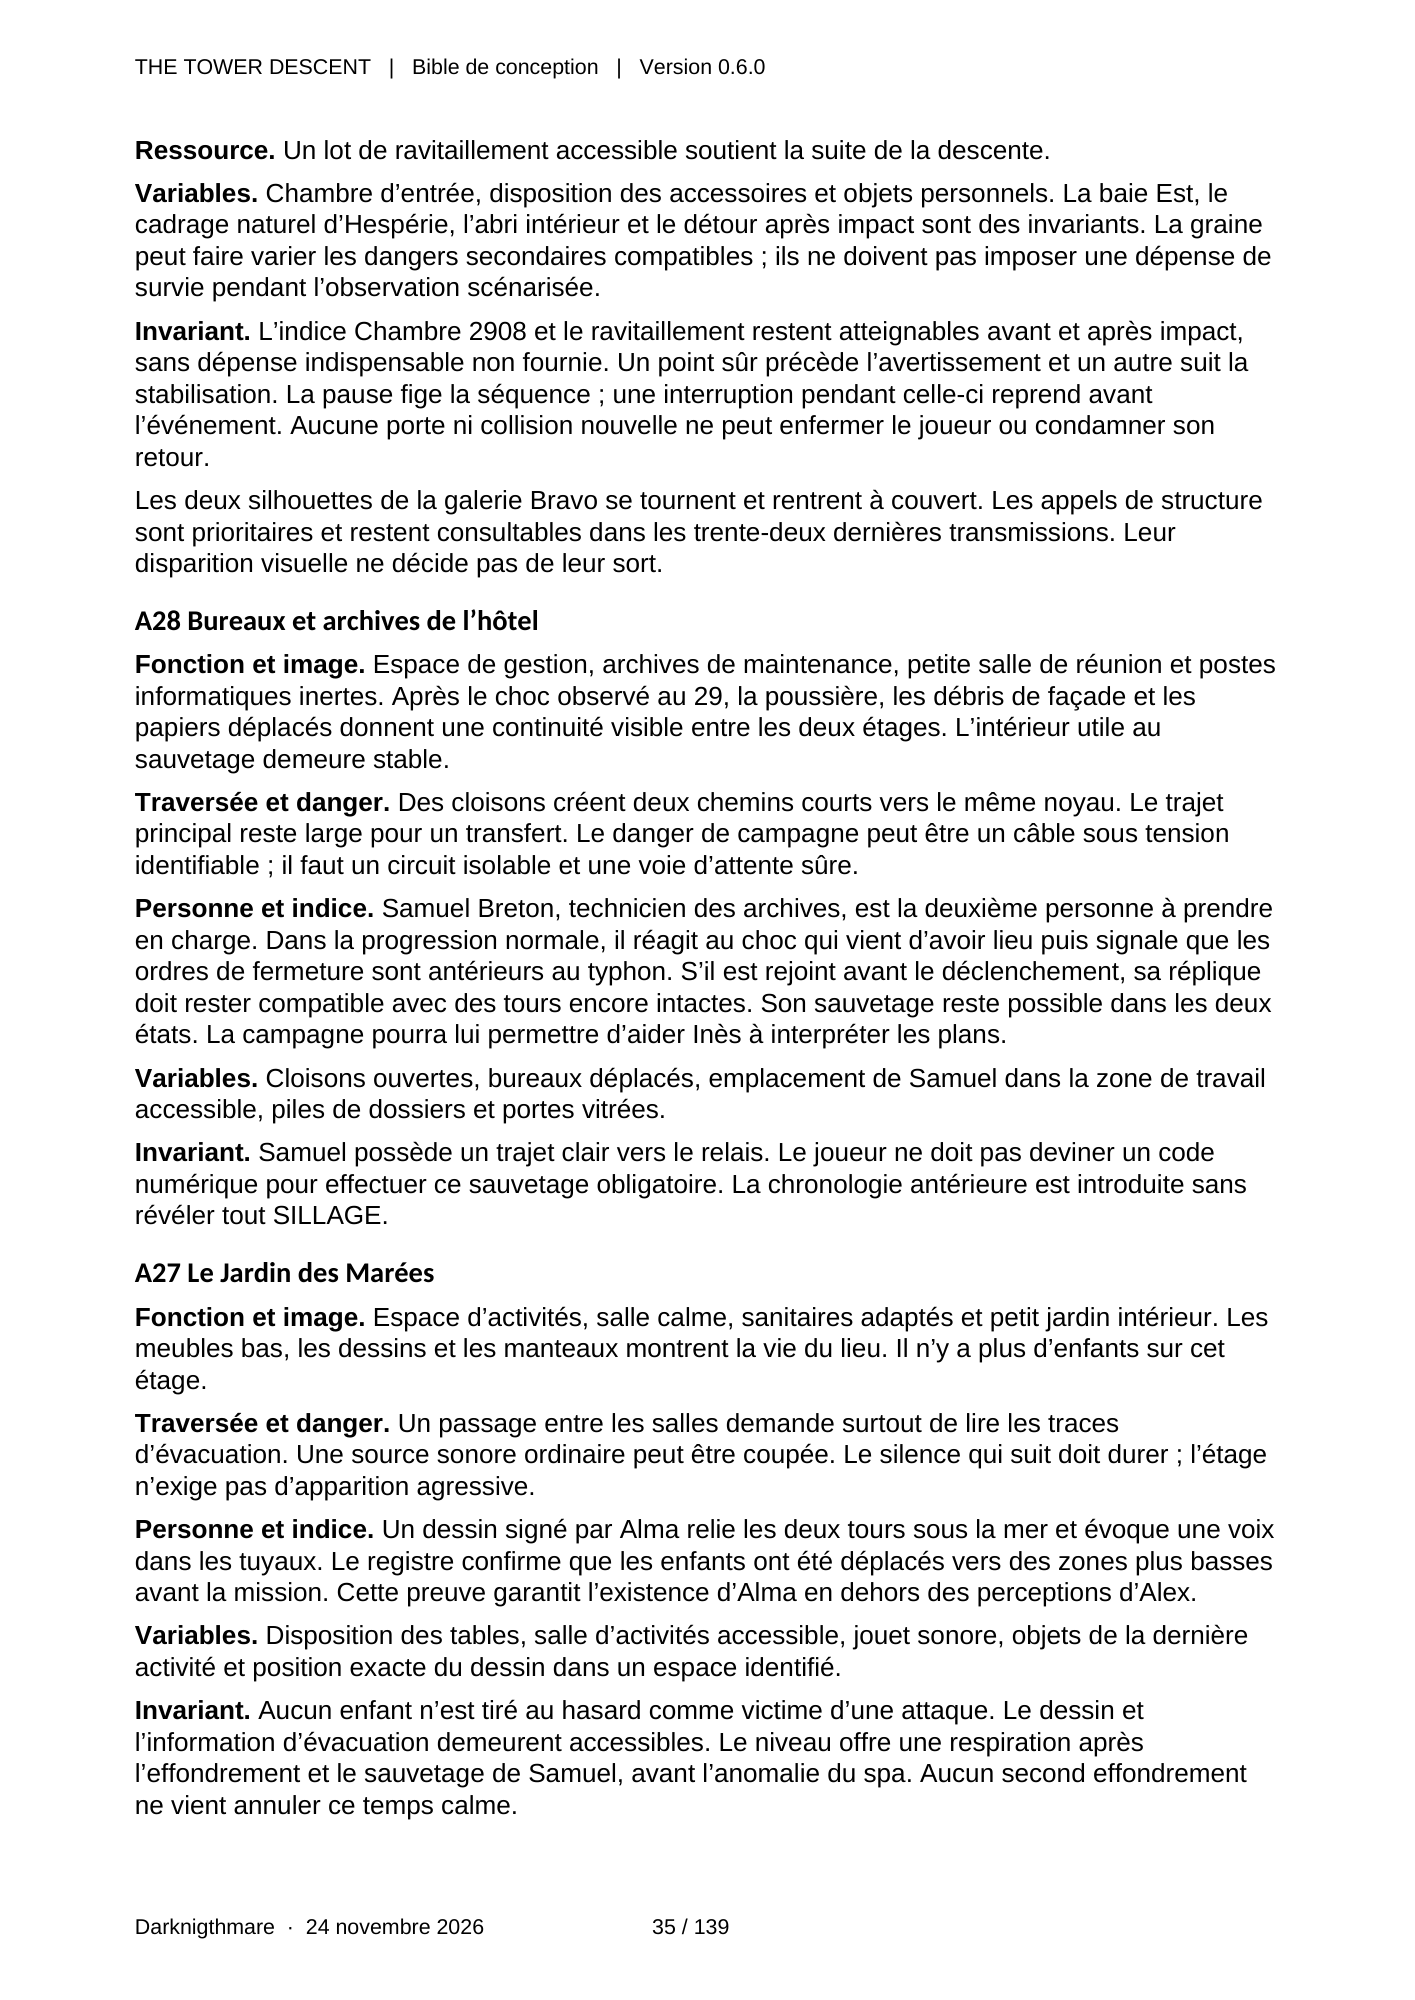 THE TOWER DESCENT | Bible de conception | Version 0.6.0
Ressource. Un lot de ravitaillement accessible soutient la suite de la descente.
Variables. Chambre d’entrée, disposition des accessoires et objets personnels. La baie Est, le
cadrage naturel d’Hespérie, l’abri intérieur et le détour après impact sont des invariants. La graine
peut faire varier les dangers secondaires compatibles ; ils ne doivent pas imposer une dépense de
survie pendant l’observation scénarisée.
Invariant. L’indice Chambre 2908 et le ravitaillement restent atteignables avant et après impact,
sans dépense indispensable non fournie. Un point sûr précède l’avertissement et un autre suit la
stabilisation. La pause fige la séquence ; une interruption pendant celle-ci reprend avant
l’événement. Aucune porte ni collision nouvelle ne peut enfermer le joueur ou condamner son
retour.
Les deux silhouettes de la galerie Bravo se tournent et rentrent à couvert. Les appels de structure
sont prioritaires et restent consultables dans les trente-deux dernières transmissions. Leur
disparition visuelle ne décide pas de leur sort.
A28 Bureaux et archives de l’hôtel
Fonction et image. Espace de gestion, archives de maintenance, petite salle de réunion et postes
informatiques inertes. Après le choc observé au 29, la poussière, les débris de façade et les
papiers déplacés donnent une continuité visible entre les deux étages. L’intérieur utile au
sauvetage demeure stable.
Traversée et danger. Des cloisons créent deux chemins courts vers le même noyau. Le trajet
principal reste large pour un transfert. Le danger de campagne peut être un câble sous tension
identifiable ; il faut un circuit isolable et une voie d’attente sûre.
Personne et indice. Samuel Breton, technicien des archives, est la deuxième personne à prendre
en charge. Dans la progression normale, il réagit au choc qui vient d’avoir lieu puis signale que les
ordres de fermeture sont antérieurs au typhon. S’il est rejoint avant le déclenchement, sa réplique
doit rester compatible avec des tours encore intactes. Son sauvetage reste possible dans les deux
états. La campagne pourra lui permettre d’aider Inès à interpréter les plans.
Variables. Cloisons ouvertes, bureaux déplacés, emplacement de Samuel dans la zone de travail
accessible, piles de dossiers et portes vitrées.
Invariant. Samuel possède un trajet clair vers le relais. Le joueur ne doit pas deviner un code
numérique pour effectuer ce sauvetage obligatoire. La chronologie antérieure est introduite sans
révéler tout SILLAGE.
A27 Le Jardin des Marées
Fonction et image. Espace d’activités, salle calme, sanitaires adaptés et petit jardin intérieur. Les
meubles bas, les dessins et les manteaux montrent la vie du lieu. Il n’y a plus d’enfants sur cet
étage.
Traversée et danger. Un passage entre les salles demande surtout de lire les traces
d’évacuation. Une source sonore ordinaire peut être coupée. Le silence qui suit doit durer ; l’étage
n’exige pas d’apparition agressive.
Personne et indice. Un dessin signé par Alma relie les deux tours sous la mer et évoque une voix
dans les tuyaux. Le registre confirme que les enfants ont été déplacés vers des zones plus basses
avant la mission. Cette preuve garantit l’existence d’Alma en dehors des perceptions d’Alex.
Variables. Disposition des tables, salle d’activités accessible, jouet sonore, objets de la dernière
activité et position exacte du dessin dans un espace identifié.
Invariant. Aucun enfant n’est tiré au hasard comme victime d’une attaque. Le dessin et
l’information d’évacuation demeurent accessibles. Le niveau offre une respiration après
l’effondrement et le sauvetage de Samuel, avant l’anomalie du spa. Aucun second effondrement
ne vient annuler ce temps calme.
Darknigthmare · 24 novembre 2026 35 / 139